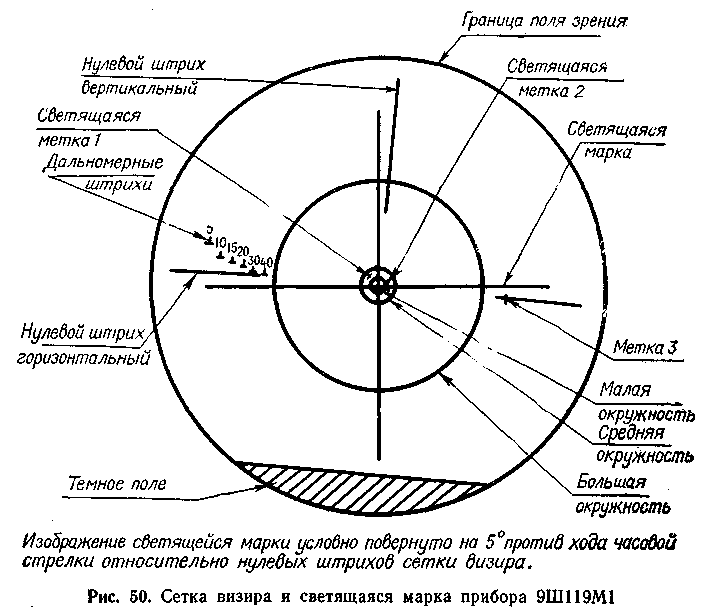 Граница поля зрения
Нулевой штрих
вертикальный
Светящаяся
метка 2
Светящаяся
метка 1
Светящаяся
марка
Дальномерные
штрихи
5
10
15
20
30
40
Нулевой штрих
горизонтальный
Метка 3
Малая
окружность
Средняя
окружность
Большая
окружность
Темное поле
Изображение светящейся марки условно повернуто на 5° против хода часовой
стрелки относительно нулевых штрихов сетки визира.
Рис. 50. Сетка визира и светящаяся марка прибора 9Ш119М1